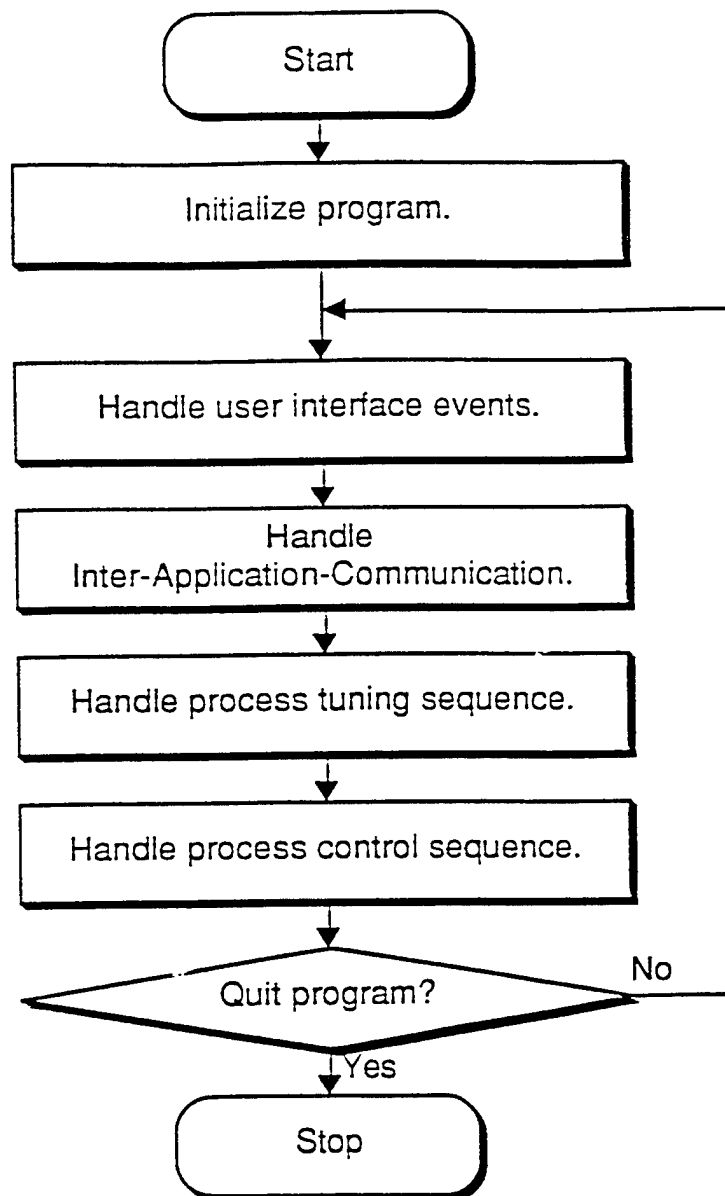 Start
Initialize program.
Handle user interface events.
Handle
Inter-Application-Communication.
Handle process tuning sequence.
Handle process control sequence.
Quit program?
No
Yes
Stop